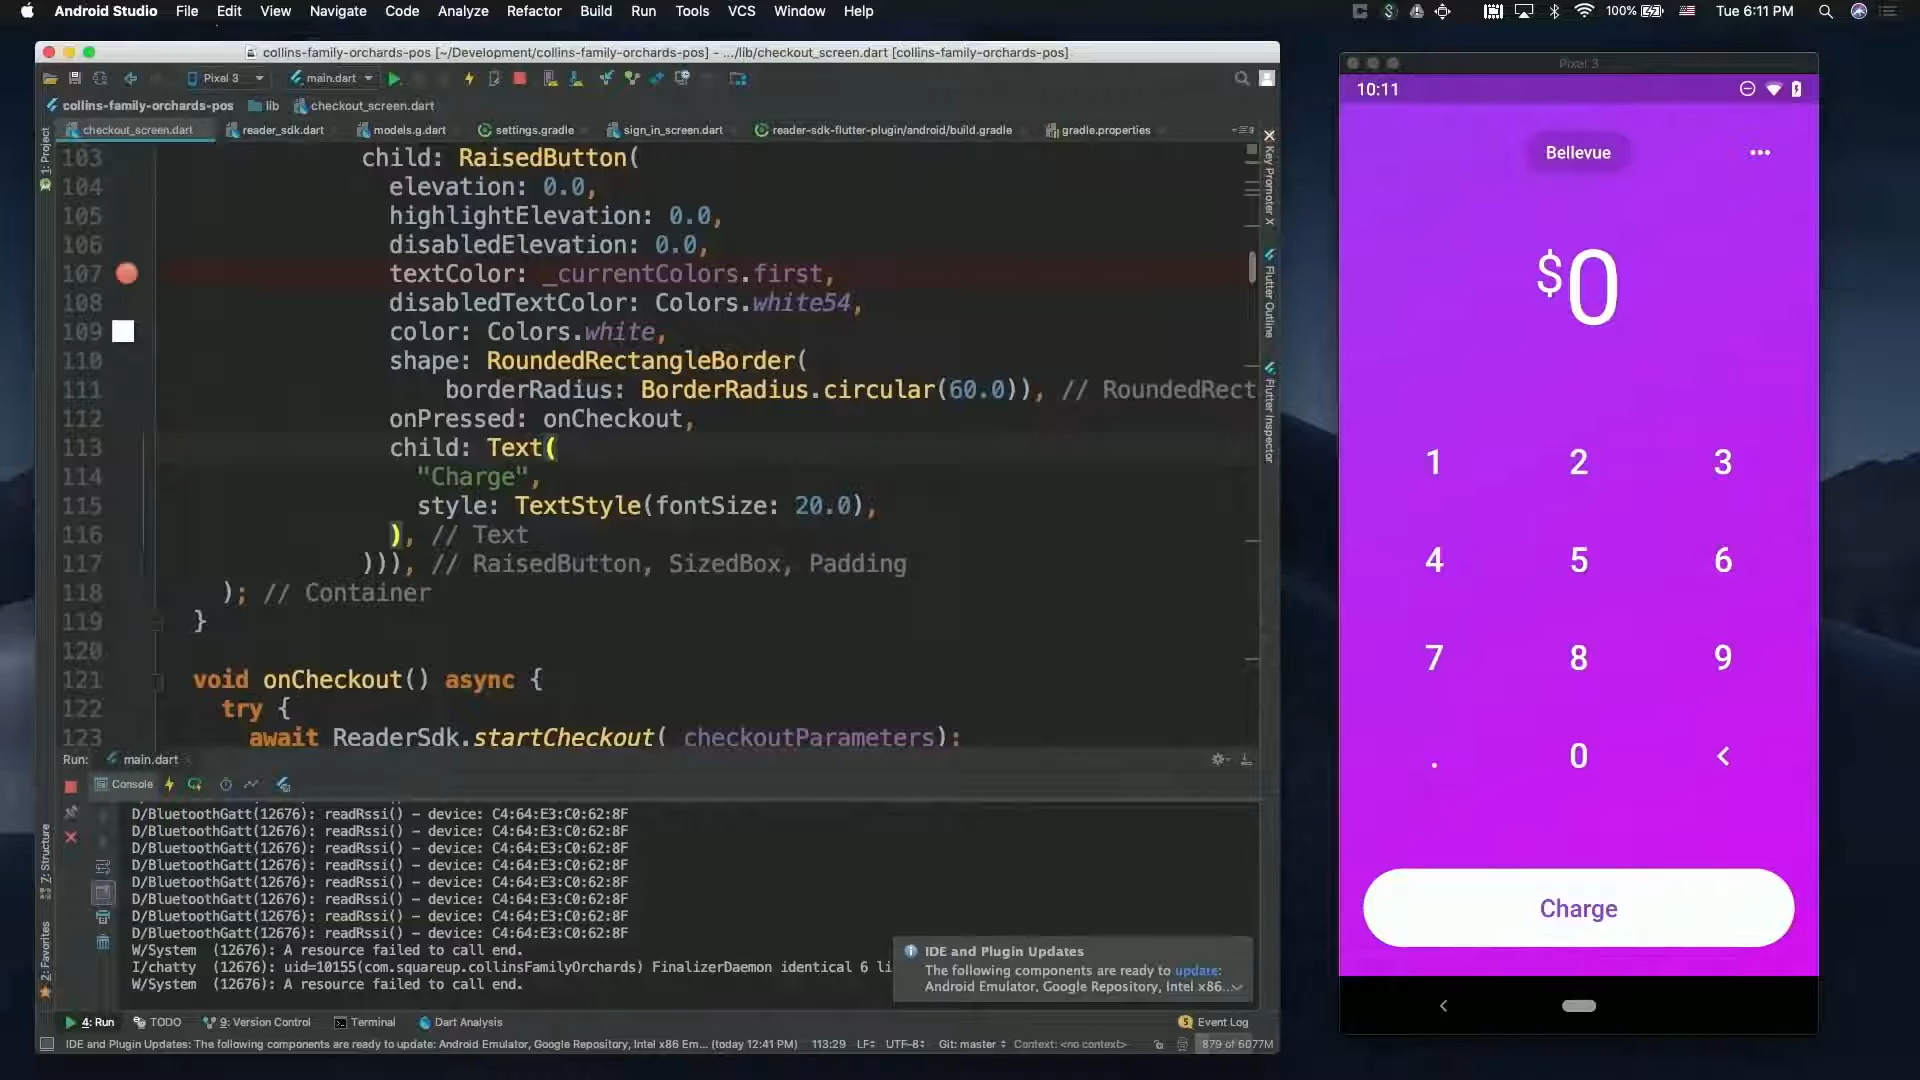 Android Studio File Edit View Navigate Code Analyze Refactor Build Run Tools VCS Window Help 100% Tue 6:11 PM
collins-family-orchards-pos [~/Development/collins-family-orchards-pos] - .../lib/checkout_screen.dart [collins-family-orchards-pos]
Pixel 3 main.dart
collins-family-orchards-pos lib checkout_screen.dart
checkout_screen.dart reader_sdk.dart models.g.dart settings.gradle sign_in_screen.dart reader-sdk-flutter-plugin/android/build.gradle gradle.properties
1: Project
7: Structure
2: Favorites
Key Promoter X
Flutter Outline
Flutter Inspector
103 child: RaisedButton(
104 elevation: 0.0,
105 highlightElevation: 0.0,
106 disabledElevation: 0.0,
107 textColor: _currentColors.first,
108 disabledTextColor: Colors.white54,
109 color: Colors.white,
110 shape: RoundedRectangleBorder(
111 borderRadius: BorderRadius.circular(60.0)), // RoundedRect
112 onPressed: onCheckout,
113 child: Text(
114 "Charge",
115 style: TextStyle(fontSize: 20.0),
116 ), // Text
117 ))), // RaisedButton, SizedBox, Padding
118 ); // Container
119 }
120
121 void onCheckout() async {
122 try {
123 await ReaderSdk.startCheckout(_checkoutParameters);
Run: main.dart
Console
D/BluetoothGatt(12676): readRssi() - device: C4:64:E3:C0:62:8F
D/BluetoothGatt(12676): readRssi() - device: C4:64:E3:C0:62:8F
D/BluetoothGatt(12676): readRssi() - device: C4:64:E3:C0:62:8F
D/BluetoothGatt(12676): readRssi() - device: C4:64:E3:C0:62:8F
D/BluetoothGatt(12676): readRssi() - device: C4:64:E3:C0:62:8F
D/BluetoothGatt(12676): readRssi() - device: C4:64:E3:C0:62:8F
D/BluetoothGatt(12676): readRssi() - device: C4:64:E3:C0:62:8F
D/BluetoothGatt(12676): readRssi() - device: C4:64:E3:C0:62:8F
W/System (12676): A resource failed to call end.
I/chatty (12676): uid=10155(com.squareup.collinsFamilyOrchards) FinalizerDaemon identical 6 li
W/System (12676): A resource failed to call end.
IDE and Plugin Updates
The following components are ready to update:
Android Emulator, Google Repository, Intel x86...
4: Run TODO 9: Version Control Terminal Dart Analysis 5 Event Log
IDE and Plugin Updates: The following components are ready to update: Android Emulator, Google Repository, Intel x86 Em... (today 12:41 PM) 113:29 LF UTF-8 Git: master Context: <no context> 879 of 6077M
Pixel 3
10:11
Bellevue
$0
1 2 3
4 5 6
7 8 9
. 0 <
Charge